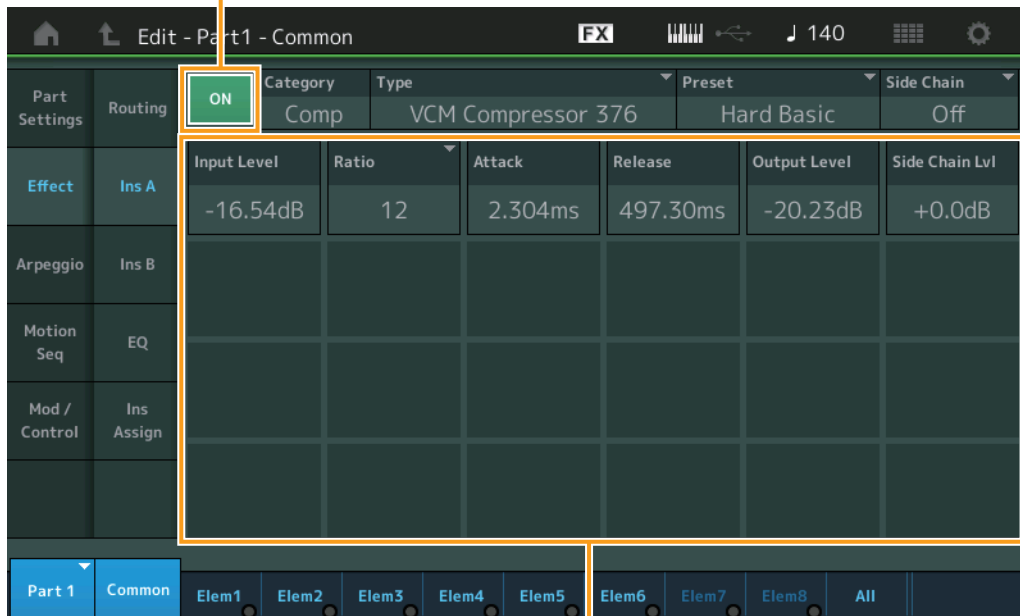 Edit - Part1 - Common FX ♩ 140
Part Settings
Routing
ON
Category
Comp
Type
VCM Compressor 376
Preset
Hard Basic
Side Chain
Off
Effect
Ins A
Input Level
-16.54dB
Ratio
12
Attack
2.304ms
Release
497.30ms
Output Level
-20.23dB
Side Chain Lvl
+0.0dB
Arpeggio
Ins B
Motion Seq
EQ
Mod / Control
Ins Assign
Part 1
Common
Elem1
Elem2
Elem3
Elem4
Elem5
Elem6
Elem7
Elem8
All